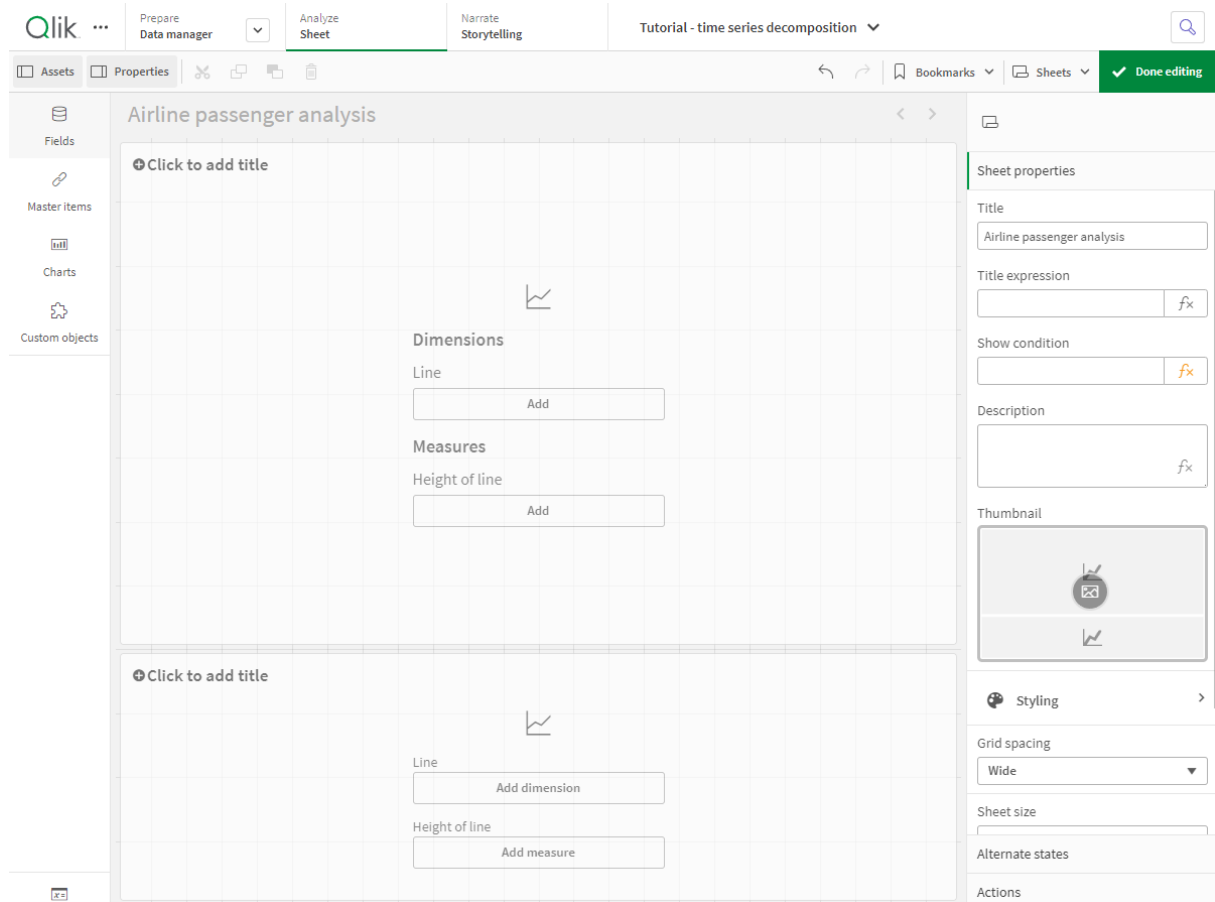 Qlik
Prepare
Data manager
Analyze
Sheet
Narrate
Storytelling
Tutorial - time series decomposition
Assets
Properties
Bookmarks
Sheets
Done editing
Fields
Master items
Charts
Custom objects
Airline passenger analysis
Click to add title
Dimensions
Line
Add
Measures
Height of line
Add
Click to add title
Line
Add dimension
Height of line
Add measure
Sheet properties
Title
Airline passenger analysis
Title expression
fx
Show condition
fx
Description
fx
Thumbnail
Styling
Grid spacing
Wide
Sheet size
Alternate states
Actions
x=